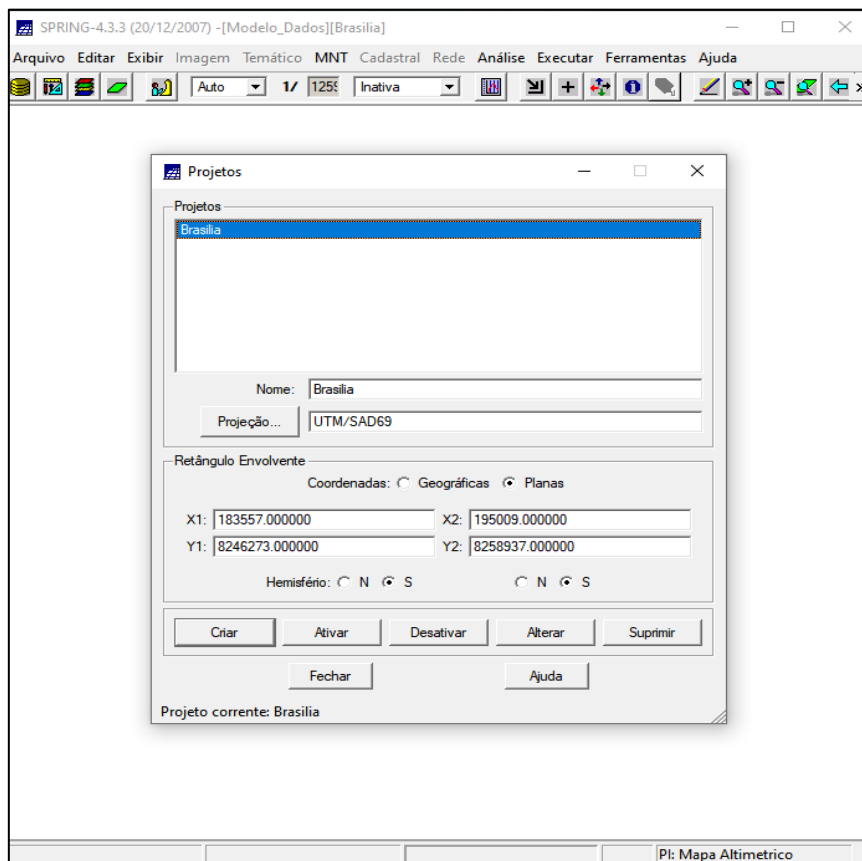 SPRING-4.3.3 (20/12/2007) -[Modelo_Dados][Brasilia]
Arquivo Editar Exibir Imagem Temático MNT Cadastral Rede Análise Executar Ferramentas Ajuda
Auto 1/ 125 Inativa
Projetos
Projetos
Brasilia
Nome: Brasilia
Projeção... UTM/SAD69
Retângulo Envolvente
Coordenadas: Geográficas Planas
X1: 183557.000000 X2: 195009.000000
Y1: 8246273.000000 Y2: 8258937.000000
Hemisfério: N S N S
Criar Ativar Desativar Alterar Suprimir
Fechar Ajuda
Projeto corrente: Brasilia
PI: Mapa Altimetrico